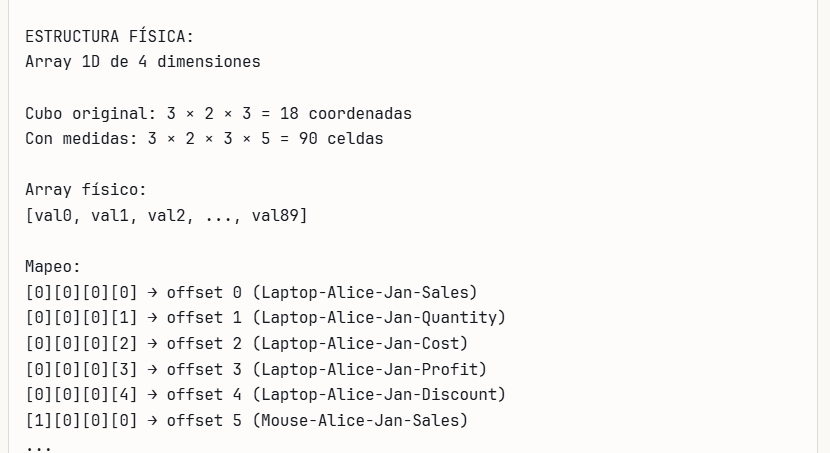 ESTRUCTURA FÍSICA:
Array 1D de 4 dimensiones
Cubo original: 3 × 2 × 3 = 18 coordenadas
Con medidas: 3 × 2 × 3 × 5 = 90 celdas
Array físico:
[val0, val1, val2, ..., val89]
Mapeo:
[0][0][0][0] → offset 0 (Laptop-Alice-Jan-Sales)
[0][0][0][1] → offset 1 (Laptop-Alice-Jan-Quantity)
[0][0][0][2] → offset 2 (Laptop-Alice-Jan-Cost)
[0][0][0][3] → offset 3 (Laptop-Alice-Jan-Profit)
[0][0][0][4] → offset 4 (Laptop-Alice-Jan-Discount)
[1][0][0][0] → offset 5 (Mouse-Alice-Jan-Sales)
...